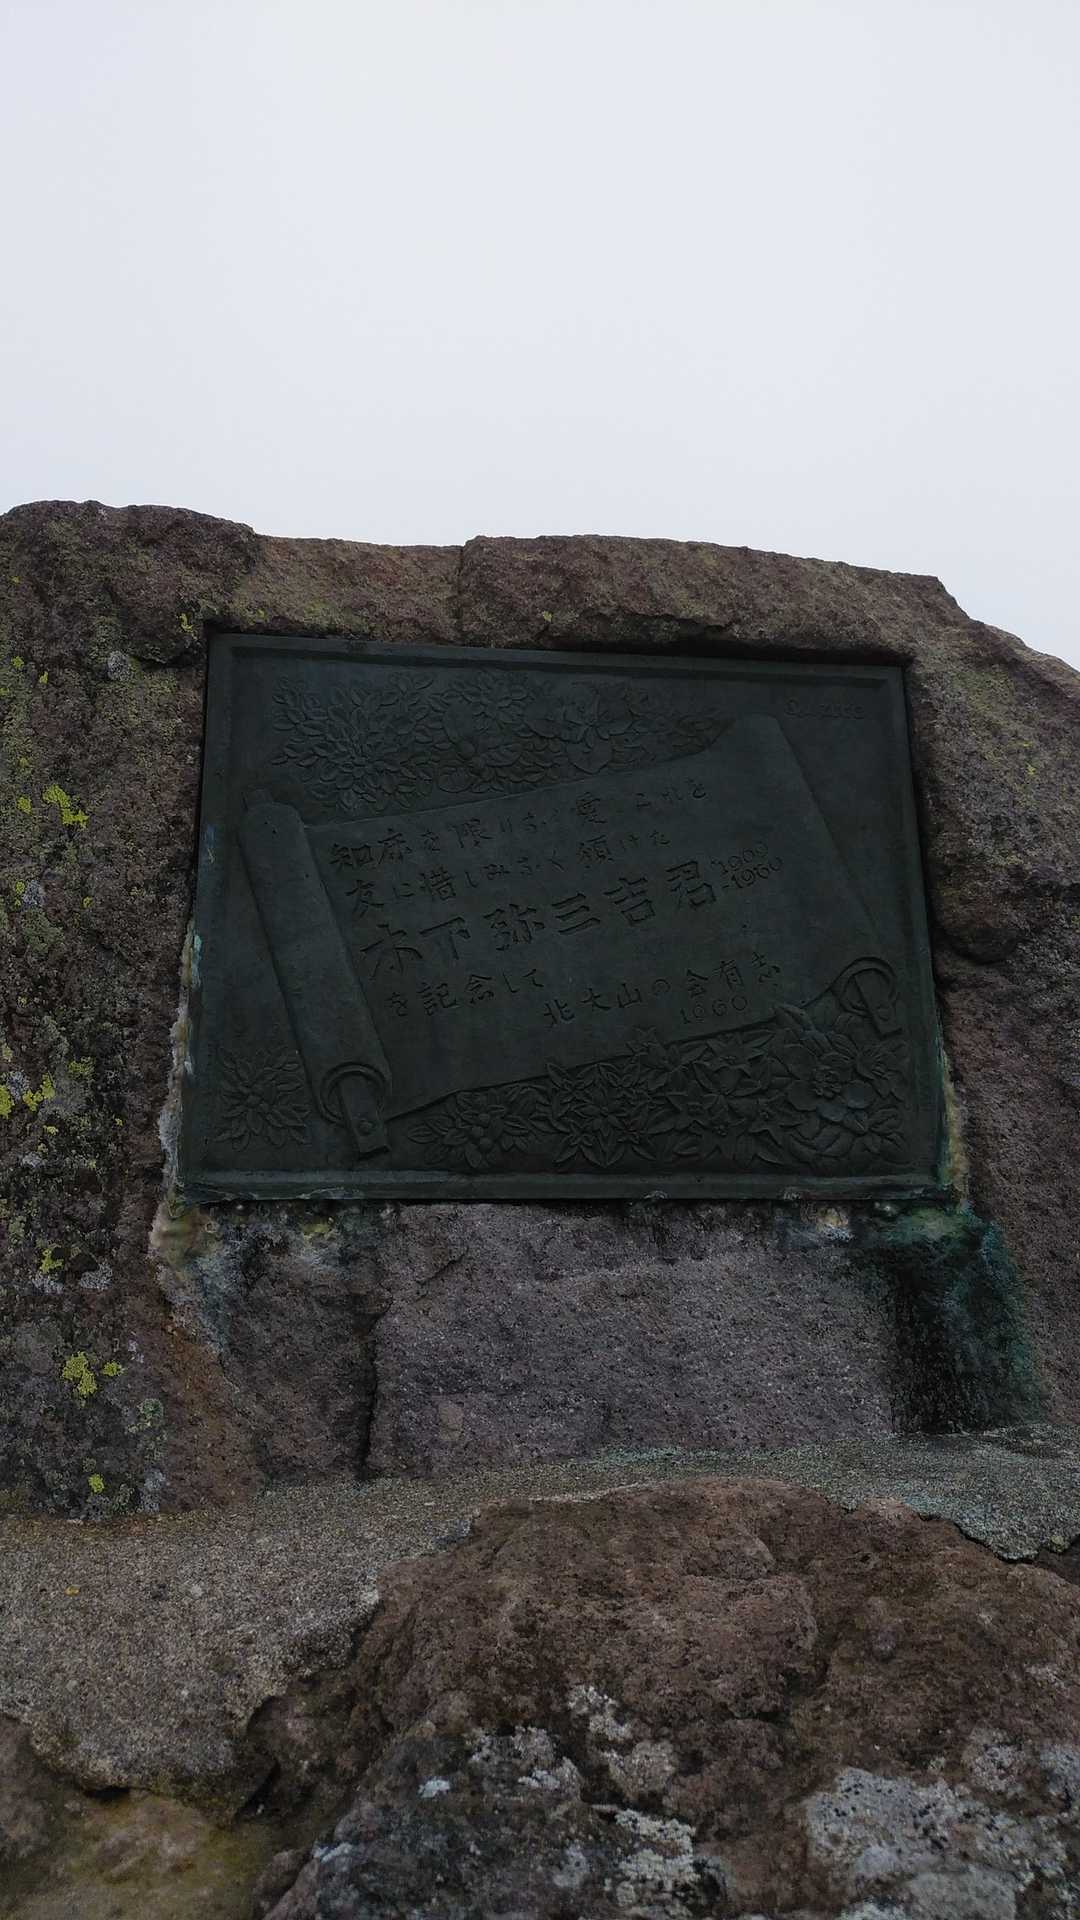 知床を限りなく愛しこれを
友に惜しみなく頒けた
木下弥三吉君 1909-1960
を記念して
北大山の会有志
1960